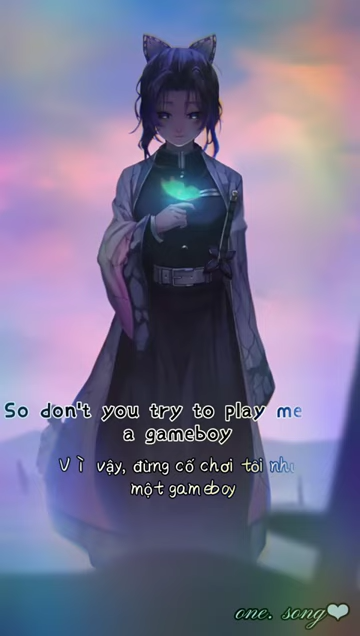 So don't you try to play me
a gameboy
Vì vậy, đừng cố chơi tôi như
một gameboy
one. song